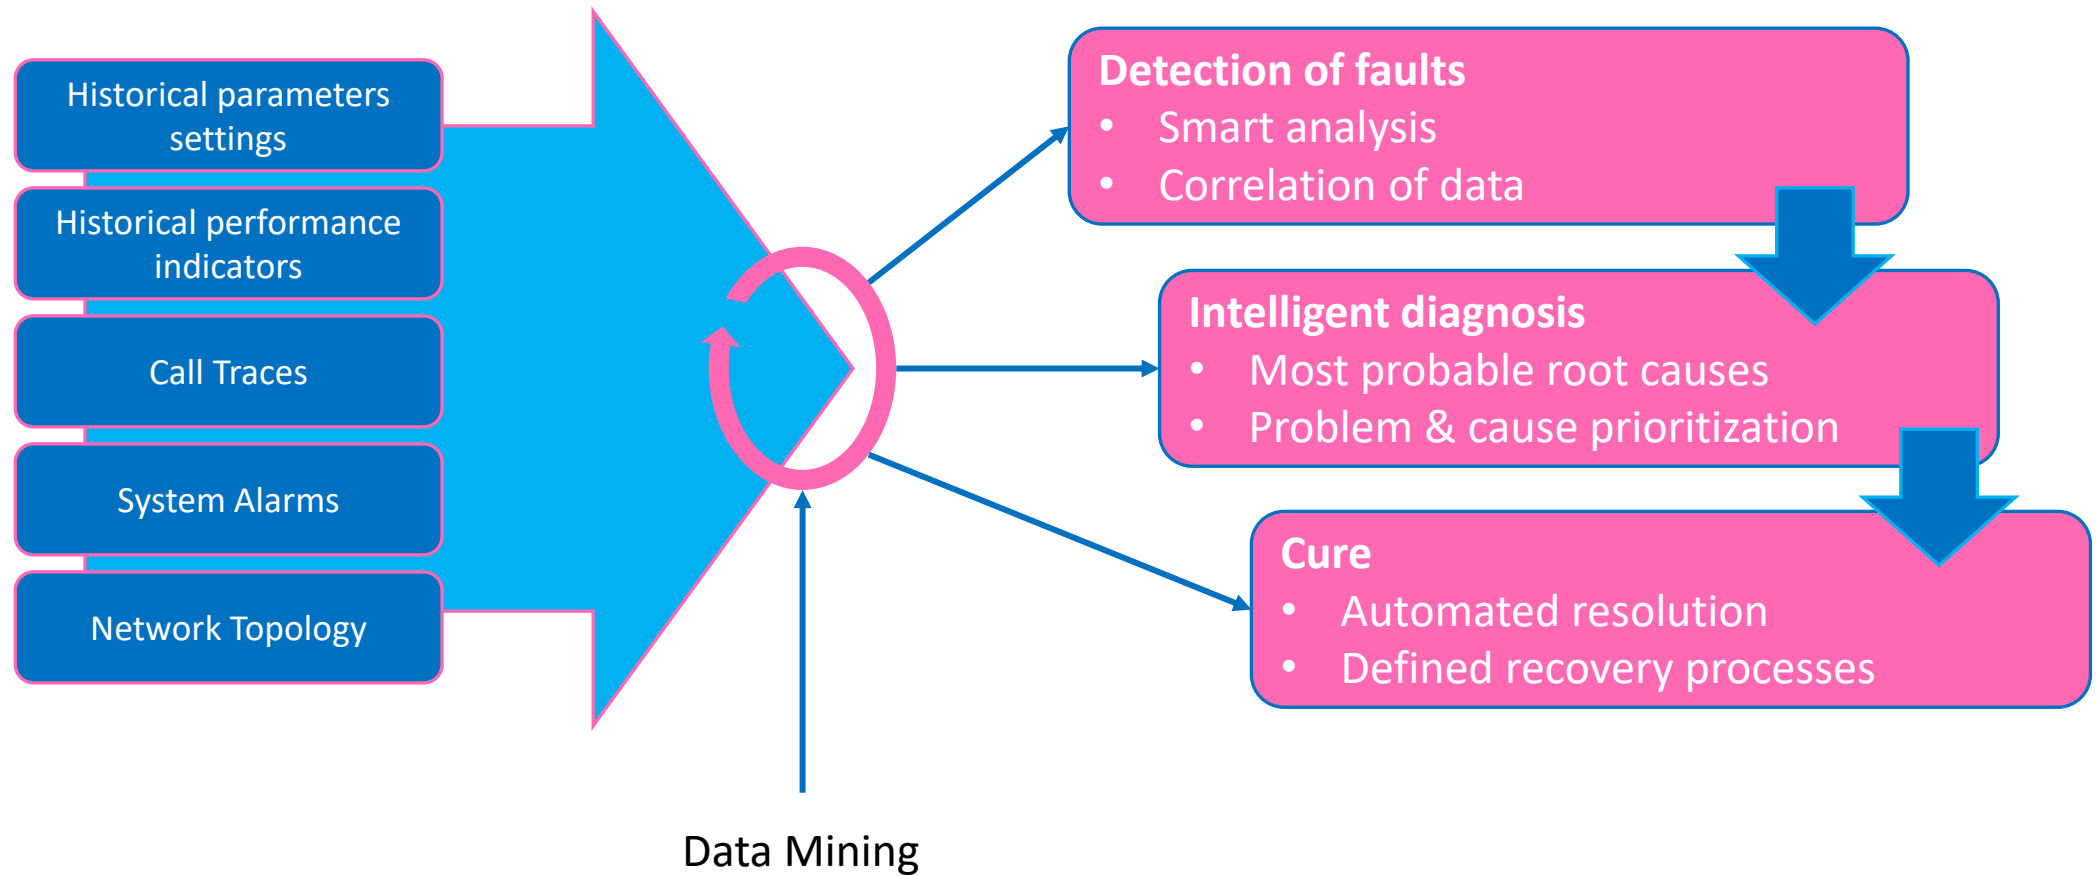 Historical parameters
settings
Historical performance
indicators
Call Traces
System Alarms
Network Topology
Data Mining
Detection of faults
• Smart analysis
• Correlation of data
Intelligent diagnosis
• Most probable root causes
• Problem & cause prioritization
Cure
• Automated resolution
• Defined recovery processes